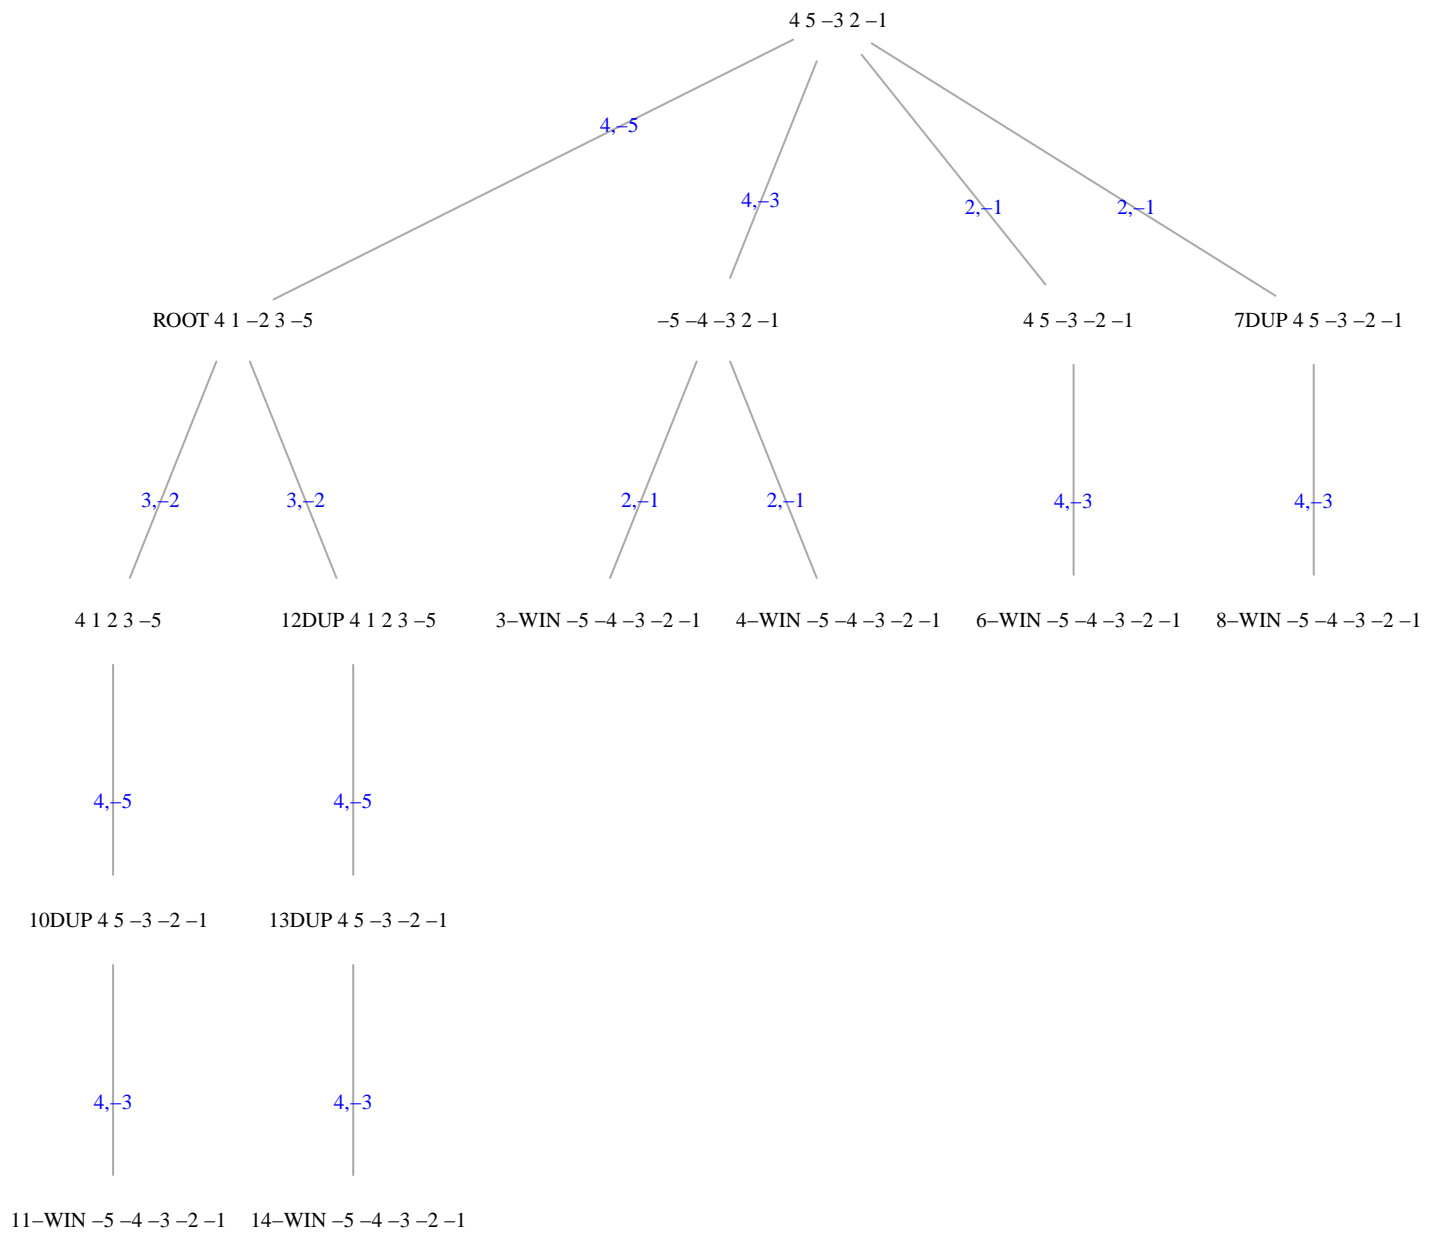 4 5 −3 2 −1
4,−5
4,−3
2,−1
2,−1
ROOT 4 1 −2 3 −5
−5 −4 −3 2 −1
4 5 −3 −2 −1
7DUP 4 5 −3 −2 −1
3,−2
3,−2
2,−1
2,−1
4,−3
4,−3
4 1 2 3 −5
12DUP 4 1 2 3 −5
3−WIN −5 −4 −3 −2 −1
4−WIN −5 −4 −3 −2 −1
6−WIN −5 −4 −3 −2 −1
8−WIN −5 −4 −3 −2 −1
4,−5
4,−5
10DUP 4 5 −3 −2 −1
13DUP 4 5 −3 −2 −1
4,−3
4,−3
11−WIN −5 −4 −3 −2 −1
14−WIN −5 −4 −3 −2 −1